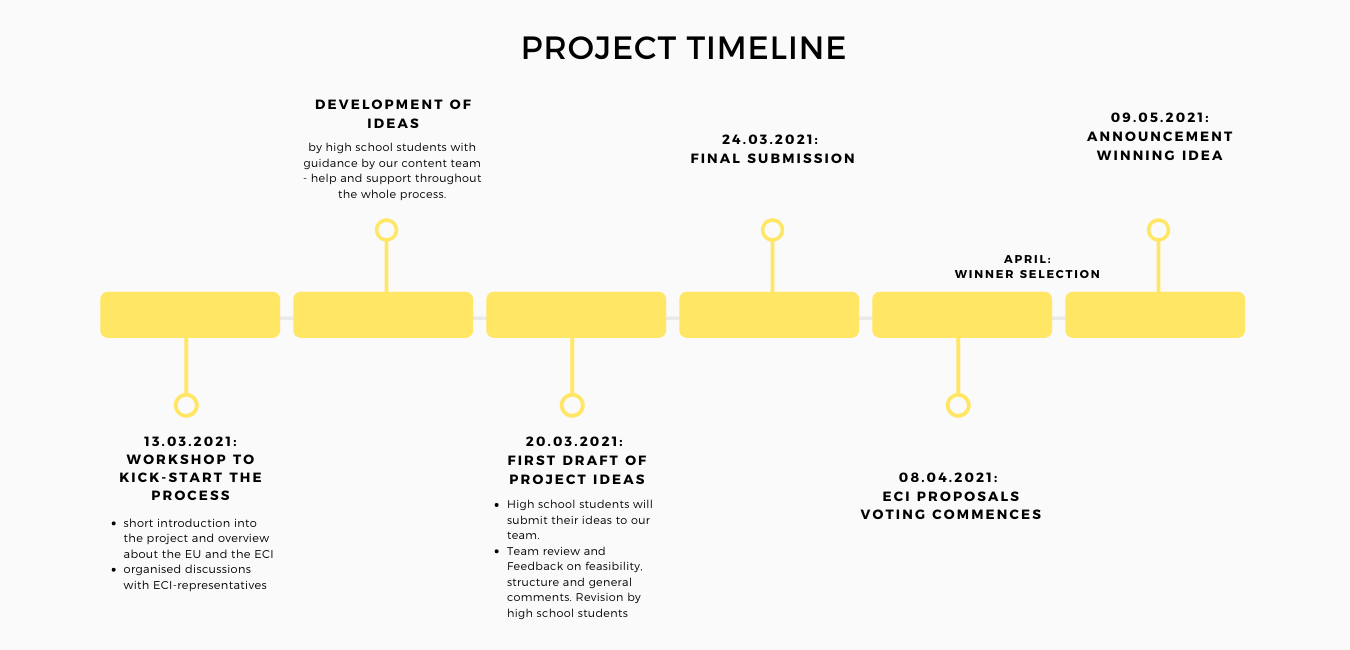 PROJECT TIMELINE
DEVELOPMENT OF
IDEAS
by high school students with
guidance by our content team
- help and support throughout
the whole process.
24.03.2021:
FINAL SUBMISSION
09.05.2021:
ANNOUNCEMENT
WINNING IDEA
APRIL:
WINNER SELECTION
13.03.2021:
WORKSHOP TO
KICK-START THE
PROCESS
• short introduction into
the project and overview
about the EU and the ECI
• organised discussions
with ECI-representatives
20.03.2021:
FIRST DRAFT OF
PROJECT IDEAS
• High school students will
submit their ideas to our
team.
• Team review and
Feedback on feasibility,
structure and general
comments. Revision by
high school students
08.04.2021:
ECI PROPOSALS
VOTING COMMENCES